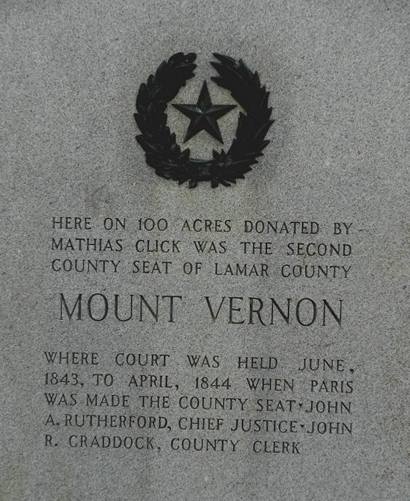 HERE ON 100 ACRES DONATED BY
MATHIAS CLICK WAS THE SECOND
COUNTY SEAT OF LAMAR COUNTY
MOUNT VERNON
WHERE COURT WAS HELD JUNE,
1843, TO APRIL, 1844 WHEN PARIS
WAS MADE THE COUNTY SEAT·JOHN
A. RUTHERFORD, CHIEF JUSTICE·JOHN
R. CRADDOCK, COUNTY CLERK